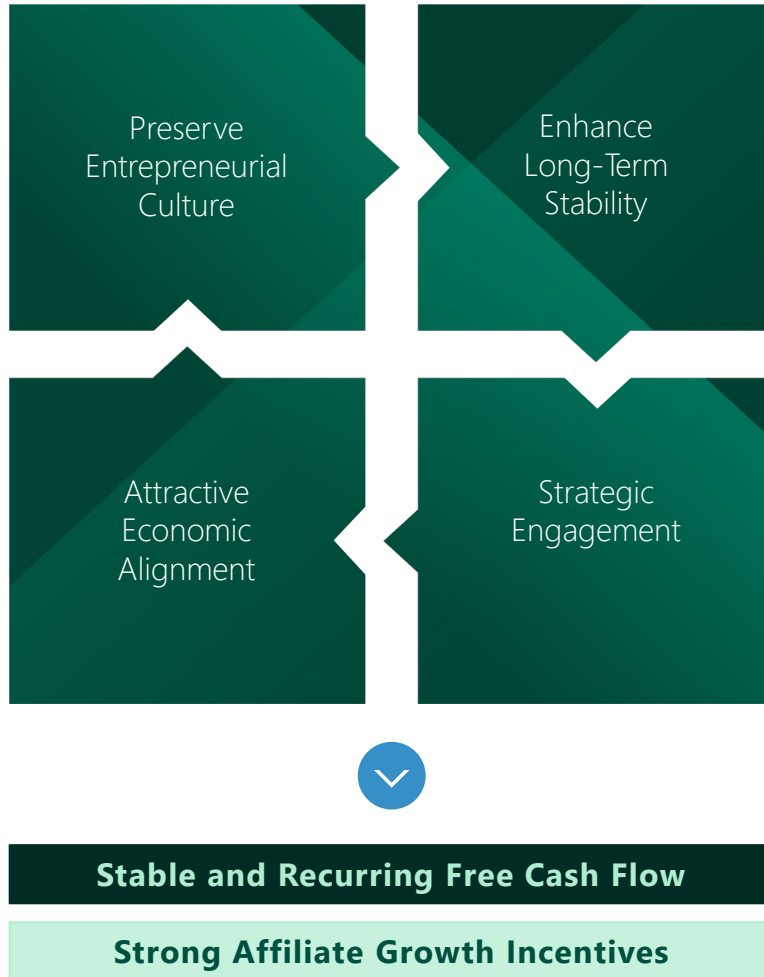 Preserve
Entrepreneurial
Culture
Enhance
Long-Term
Stability
Attractive
Economic
Alignment
Strategic
Engagement
Stable and Recurring Free Cash Flow
Strong Affiliate Growth Incentives